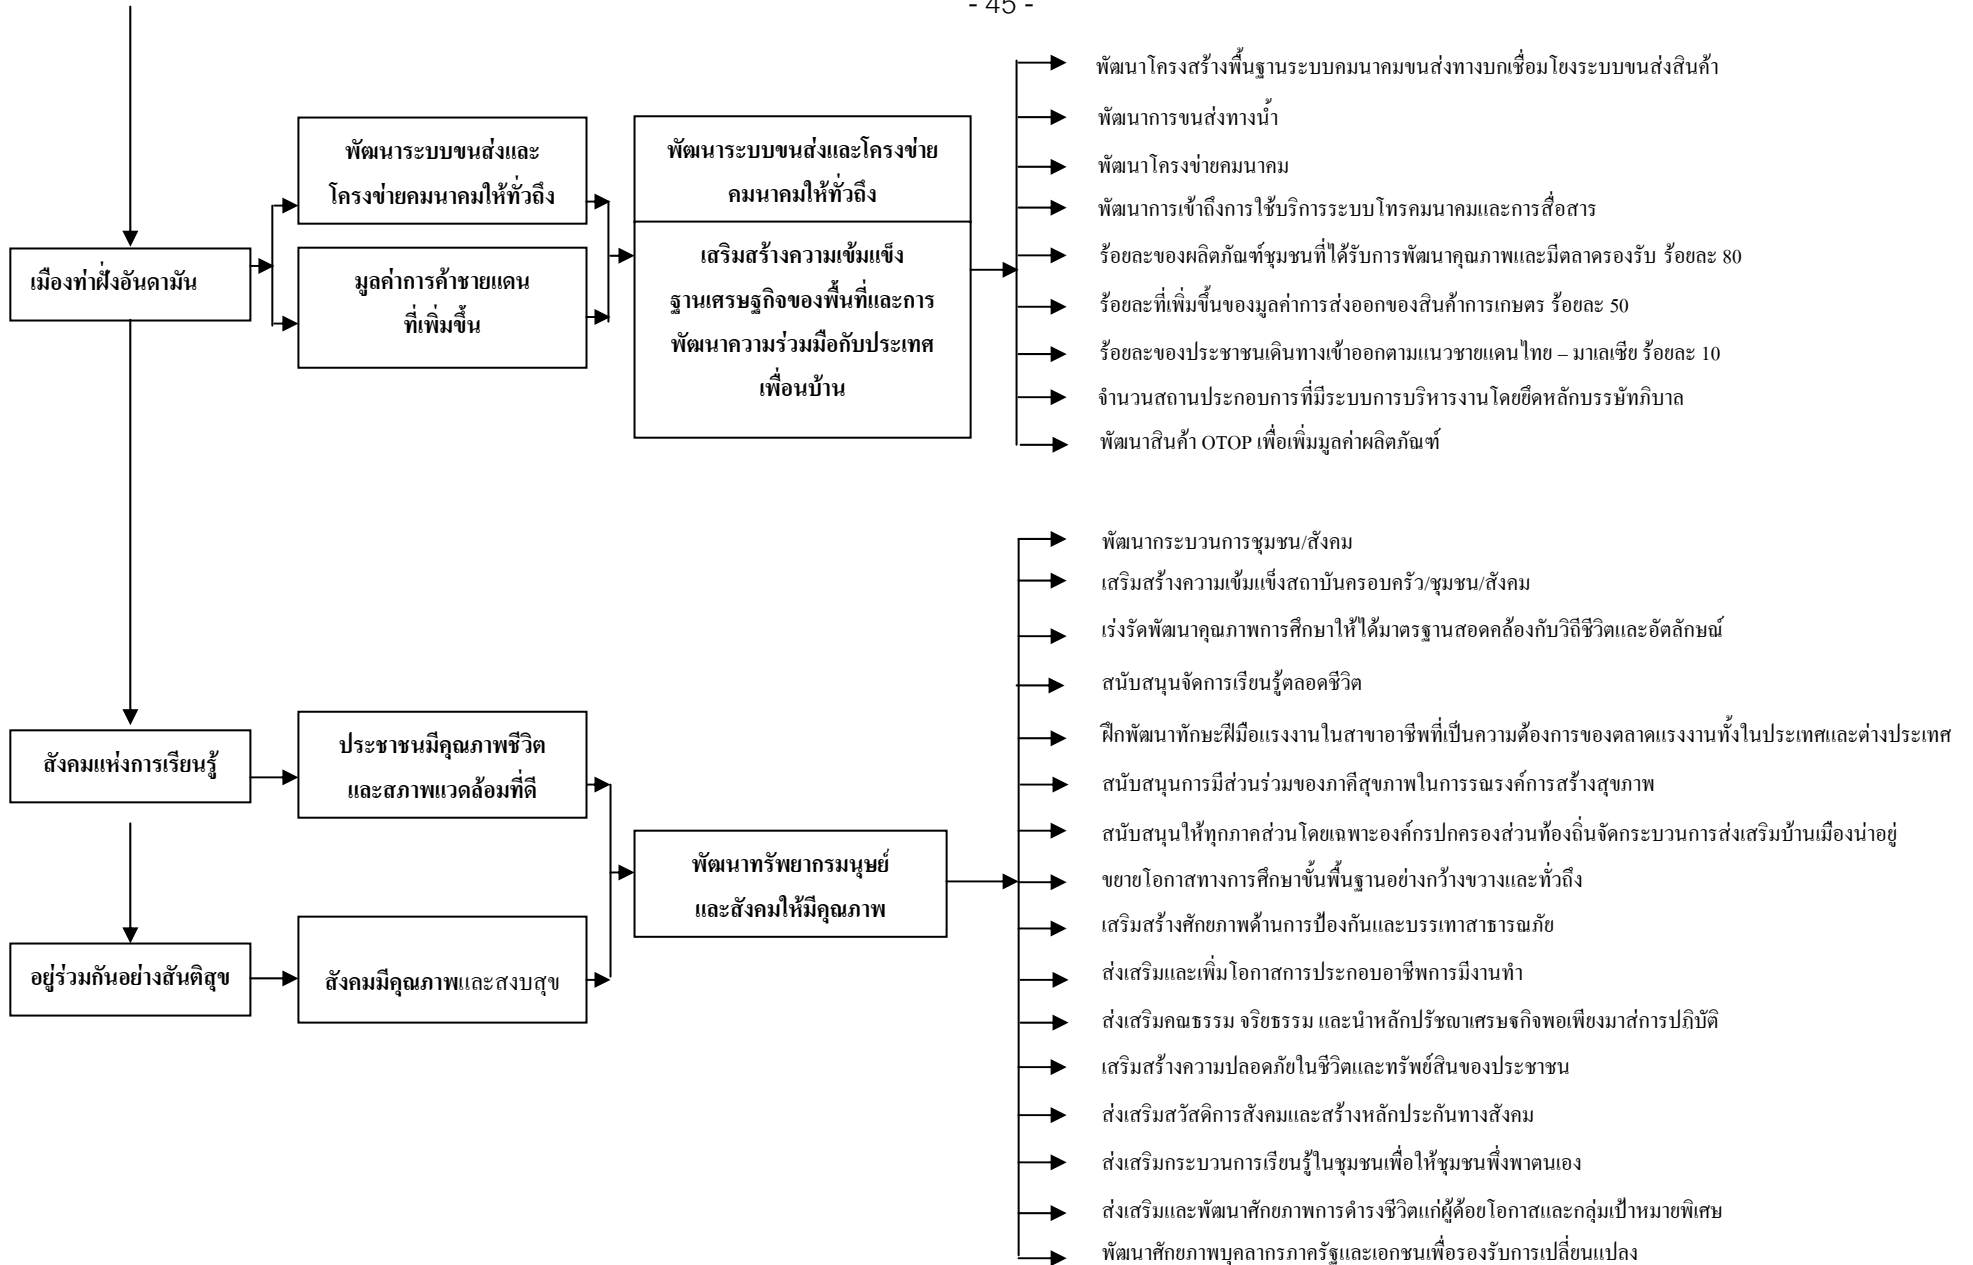 - 45 -
พัฒนาโครงสร้างพื้นฐานระบบคมนาคมขนส่งทางบกเชื่อมโยงระบบขนส่งสินค้า
พัฒนาการขนส่งทางน้ำ
พัฒนาโครงข่ายคมนาคม
พัฒนาการเข้าถึงการใช้บริการระบบโทรคมนาคมและการสื่อสาร
ร้อยละของผลิตภัณฑ์ชุมชนที่ได้รับการพัฒนาคุณภาพและมีตลาดรองรับ ร้อยละ 80
ร้อยละที่เพิ่มขึ้นของมูลค่าการส่งออกของสินค้าการเกษตร ร้อยละ 50
ร้อยละของประชาชนเดินทางเข้าออกตามแนวชายแดนไทย – มาเลเซีย ร้อยละ 10
จำนวนสถานประกอบการที่มีระบบการบริหารงานโดยยึดหลักบรรษัทภิบาล
พัฒนาสินค้า OTOP เพื่อเพิ่มมูลค่าผลิตภัณฑ์
เมืองท่าฝั่งอันดามัน
พัฒนาระบบขนส่งและ
โครงข่ายคมนาคมให้ทั่วถึง
มูลค่าการค้าชายแดน
ที่เพิ่มขึ้น
พัฒนาระบบขนส่งและโครงข่าย
คมนาคมให้ทั่วถึง
เสริมสร้างความเข้มแข็ง
ฐานเศรษฐกิจของพื้นที่และการ
พัฒนาความร่วมมือกับประเทศ
เพื่อนบ้าน
สังคมแห่งการเรียนรู้
ประชาชนมีคุณภาพชีวิต
และสภาพแวดล้อมที่ดี
อยู่ร่วมกันอย่างสันติสุข
สังคมมีคุณภาพและสงบสุข
พัฒนาทรัพยากรมนุษย์
และสังคมให้มีคุณภาพ
พัฒนากระบวนการชุมชน/สังคม
เสริมสร้างความเข้มแข็งสถาบันครอบครัว/ชุมชน/สังคม
เร่งรัดพัฒนาคุณภาพการศึกษาให้ได้มาตรฐานสอดคล้องกับวิถีชีวิตและอัตลักษณ์
สนับสนุนจัดการเรียนรู้ตลอดชีวิต
ฝึกพัฒนาทักษะฝีมือแรงงานในสาขาอาชีพที่เป็นความต้องการของตลาดแรงงานทั้งในประเทศและต่างประเทศ
สนับสนุนการมีส่วนร่วมของภาคีสุขภาพในการรณรงค์การสร้างสุขภาพ
สนับสนุนให้ทุกภาคส่วนโดยเฉพาะองค์กรปกครองส่วนท้องถิ่นจัดกระบวนการส่งเสริมบ้านเมืองน่าอยู่
ขยายโอกาสทางการศึกษาขั้นพื้นฐานอย่างกว้างขวางและทั่วถึง
เสริมสร้างศักยภาพด้านการป้องกันและบรรเทาสาธารณภัย
ส่งเสริมและเพิ่มโอกาสการประกอบอาชีพการมีงานทำ
ส่งเสริมคุณธรรม จริยธรรม และนำหลักปรัชญาเศรษฐกิจพอเพียงมาสู่การปฏิบัติ
เสริมสร้างความปลอดภัยในชีวิตและทรัพย์สินของประชาชน
ส่งเสริมสวัสดิการสังคมและสร้างหลักประกันทางสังคม
ส่งเสริมกระบวนการเรียนรู้ในชุมชนเพื่อให้ชุมชนพึ่งพาตนเอง
ส่งเสริมและพัฒนาศักยภาพการดำรงชีวิตแก่ผู้ด้อยโอกาสและกลุ่มเป้าหมายพิเศษ
พัฒนาศักยภาพบุคลากรภาครัฐและเอกชนเพื่อรองรับการเปลี่ยนแปลง